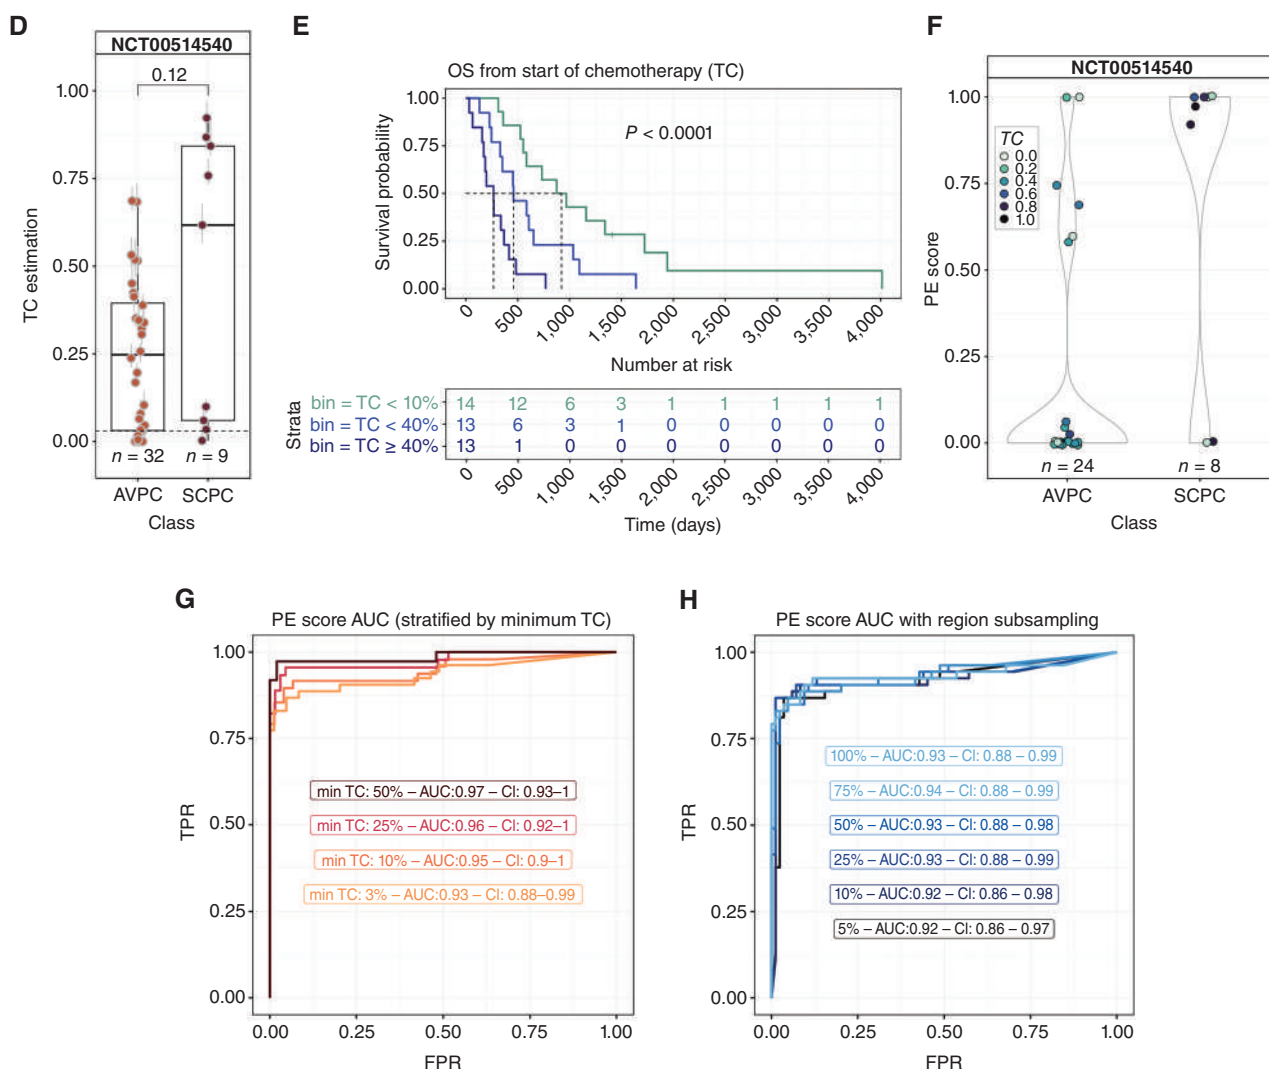 D
NCT00514540
0.12
1.00
0.75
0.50
0.25
0.00
TC estimation
n = 32
n = 9
AVPC
SCPC
Class
E
OS from start of chemotherapy (TC)
1.00
0.75
0.50
0.25
0.00
Survival probability
P < 0.0001
0
500
1,000
1,500
2,000
2,500
3,000
3,500
4,000
Number at risk
Strata
bin = TC < 10% 14 12 6 3 1 1 1 1 1
bin = TC < 40% 13 6 3 1 0 0 0 0 0
bin = TC ≥ 40% 13 1 0 0 0 0 0 0 0
0
500
1,000
1,500
2,000
2,500
3,000
3,500
4,000
Time (days)
F
NCT00514540
1.00
0.75
0.50
0.25
0.00
PE score
TC
0.0
0.2
0.4
0.6
0.8
1.0
n = 24
n = 8
AVPC
SCPC
Class
G
PE score AUC (stratified by minimum TC)
1.00
0.75
0.50
0.25
0.00
TPR
min TC: 50% – AUC:0.97 – CI: 0.93–1
min TC: 25% – AUC:0.96 – CI: 0.92–1
min TC: 10% – AUC:0.95 – CI: 0.9–1
min TC: 3% – AUC:0.93 – CI: 0.88–0.99
0.00
0.25
0.50
0.75
1.00
FPR
H
PE score AUC with region subsampling
1.00
0.75
0.50
0.25
0.00
TPR
100% – AUC:0.93 – CI: 0.88 – 0.99
75% – AUC:0.94 – CI: 0.88 – 0.99
50% – AUC:0.93 – CI: 0.88 – 0.98
25% – AUC:0.93 – CI: 0.88 – 0.99
10% – AUC:0.92 – CI: 0.86 – 0.98
5% – AUC:0.92 – CI: 0.86 – 0.97
0.00
0.25
0.50
0.75
1.00
FPR